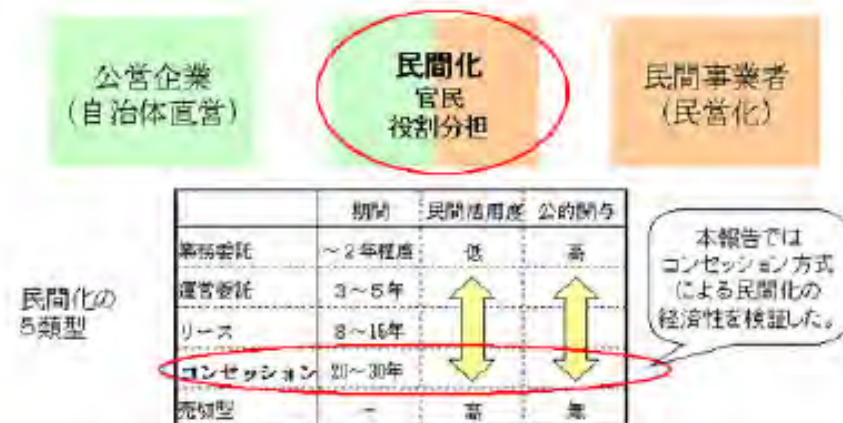 公営企業
(自治体直営)
民間化
官民
役割分担
民間事業者
(民営化)
民間化の
5類型
期間 民間活用度 公的関与
業務委託 ～2年程度 低 高
運営委託 3～5年
リース 8～15年
コンセッション 20～30年
売却型 － 高 無
本報告では
コンセッション方式
による民間化の
経済性を検証した。